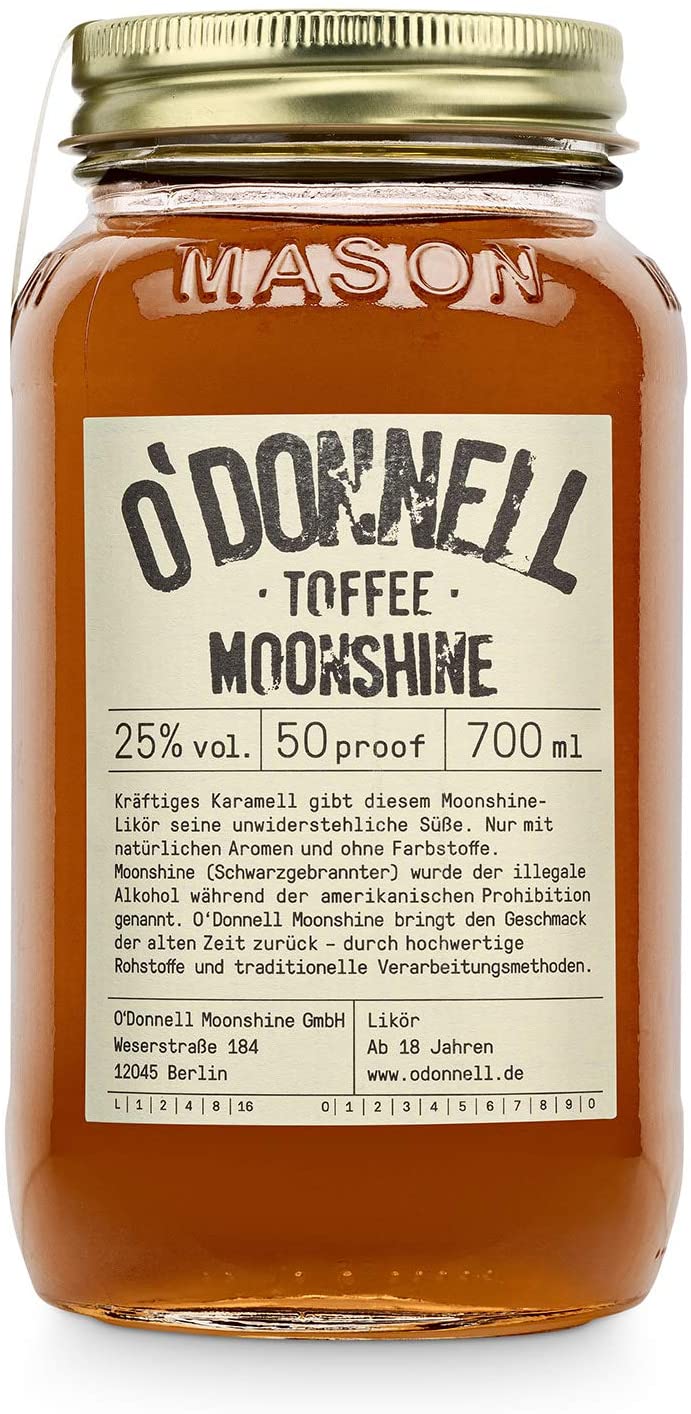 MASON
O'DONNELL
· TOFFEE ·
MOONSHINE
25% vol. | 50 proof | 700 ml
Kräftiges Karamell gibt diesem Moonshine-
Likör seine unwiderstehliche Süße. Nur mit
natürlichen Aromen und ohne Farbstoffe.
Moonshine (Schwarzgebrannter) wurde der illegale
Alkohol während der amerikanischen Prohibition
genannt. O‘Donnell Moonshine bringt den Geschmack
der alten Zeit zurück – durch hochwertige
Rohstoffe und traditionelle Verarbeitungsmethoden.
O‘Donnell Moonshine GmbH
Weserstraße 184
12045 Berlin
Likör
Ab 18 Jahren
www.odonnell.de
L|1|2|4|8|16 0|1|2|3|4|5|6|7|8|9|0